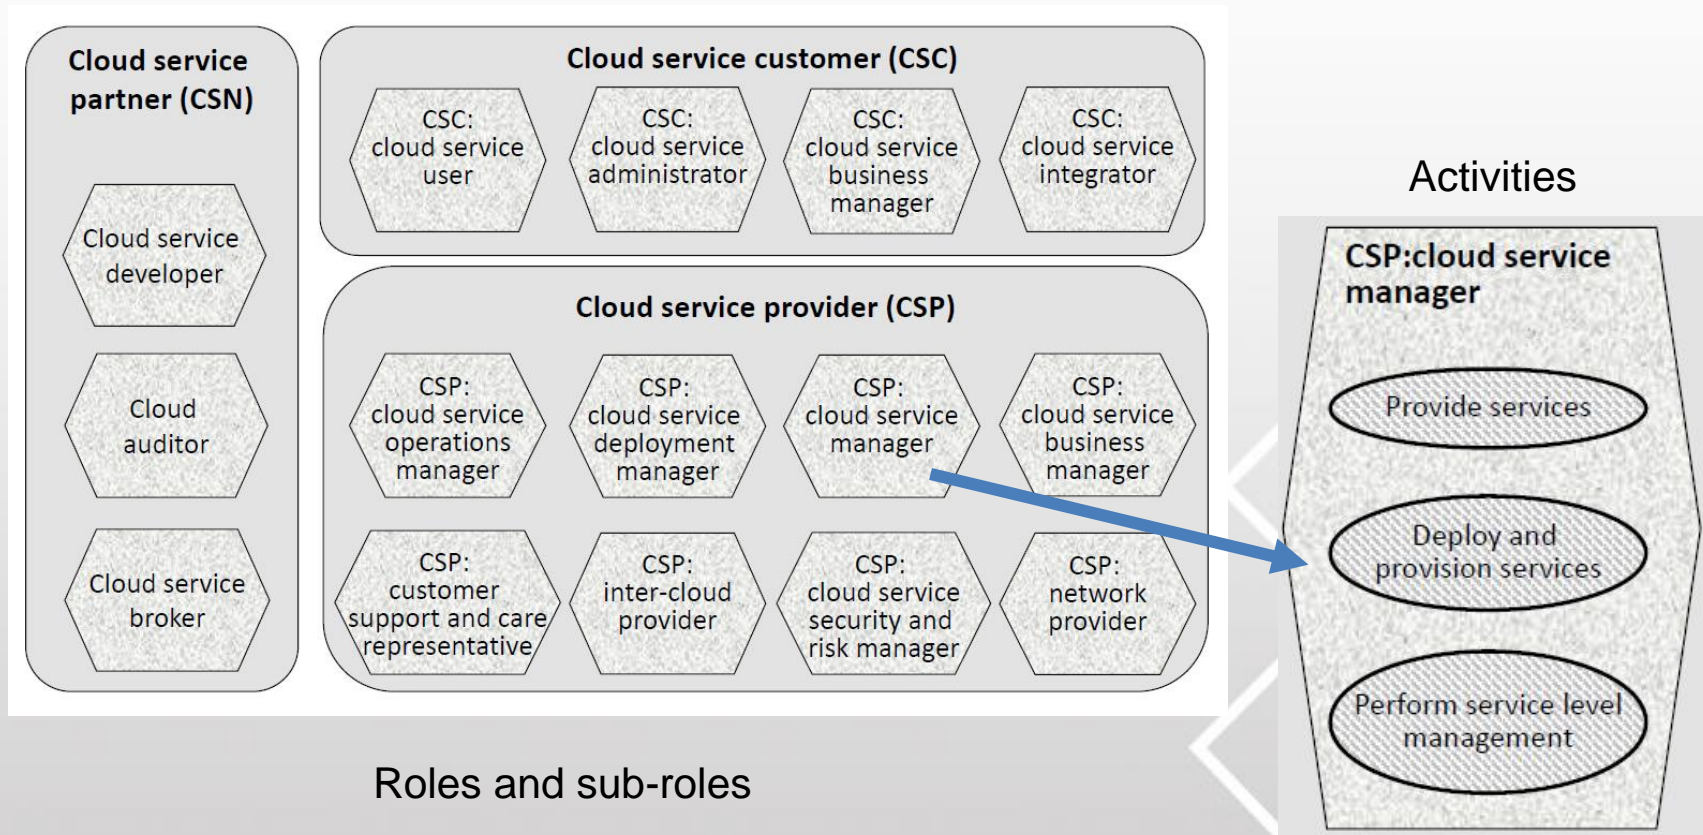 Cloud service
partner (CSN)
Cloud service
developer
Cloud
auditor
Cloud service
broker
Cloud service customer (CSC)
CSC:
cloud service
user
CSC:
cloud service
administrator
CSC:
cloud service
business
manager
CSC:
cloud service
integrator
Cloud service provider (CSP)
CSP:
cloud service
operations
manager
CSP:
cloud service
deployment
manager
CSP:
cloud service
manager
CSP:
cloud service
business
manager
CSP:
customer
support and care
representative
CSP:
inter-cloud
provider
CSP:
cloud service
security and
risk manager
CSP:
network
provider
Roles and sub-roles
Activities
CSP:cloud service
manager
Provide services
Deploy and
provision services
Perform service level
management